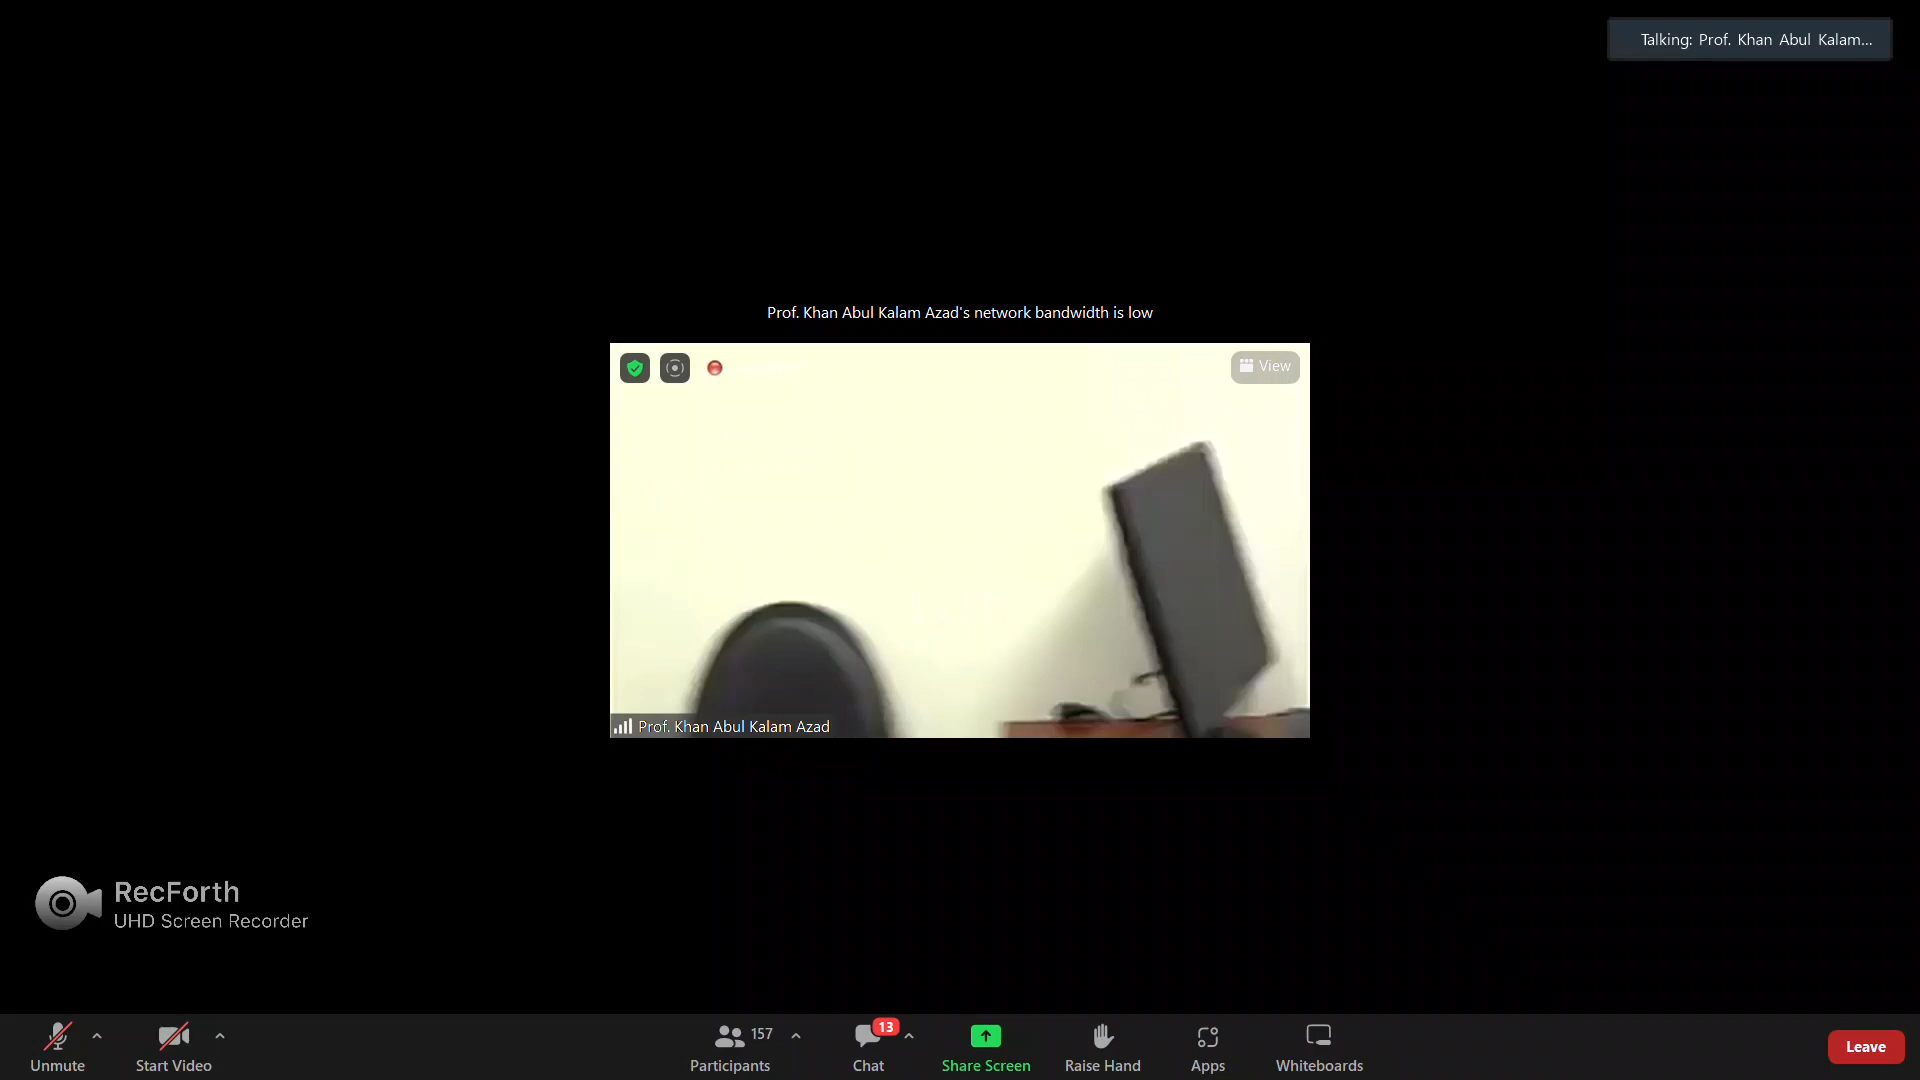 Talking: Prof. Khan Abul Kalam...
Prof. Khan Abul Kalam Azad's network bandwidth is low
View
Prof. Khan Abul Kalam Azad
RecForth
UHD Screen Recorder
Unmute
Start Video
157
Participants
13
Chat
Share Screen
Raise Hand
Apps
Whiteboards
Leave